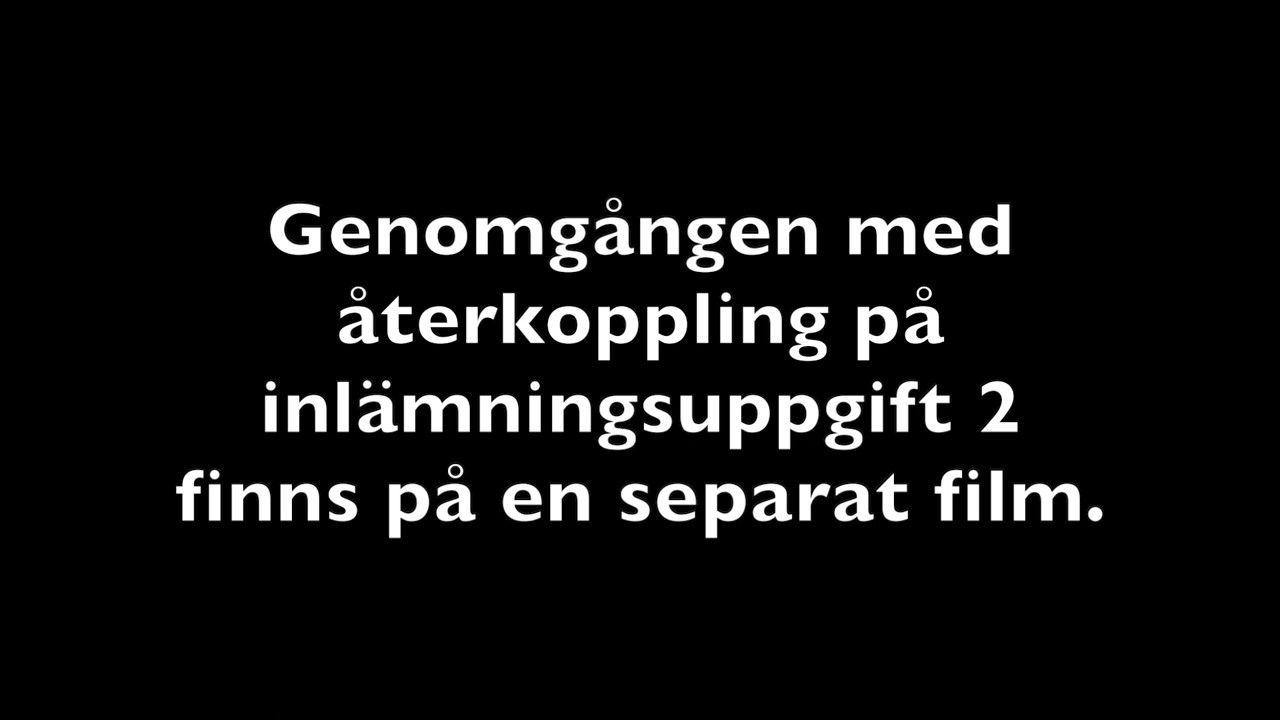 Genomgången med
återkoppling på
inlämningsuppgift 2
finns på en separat film.